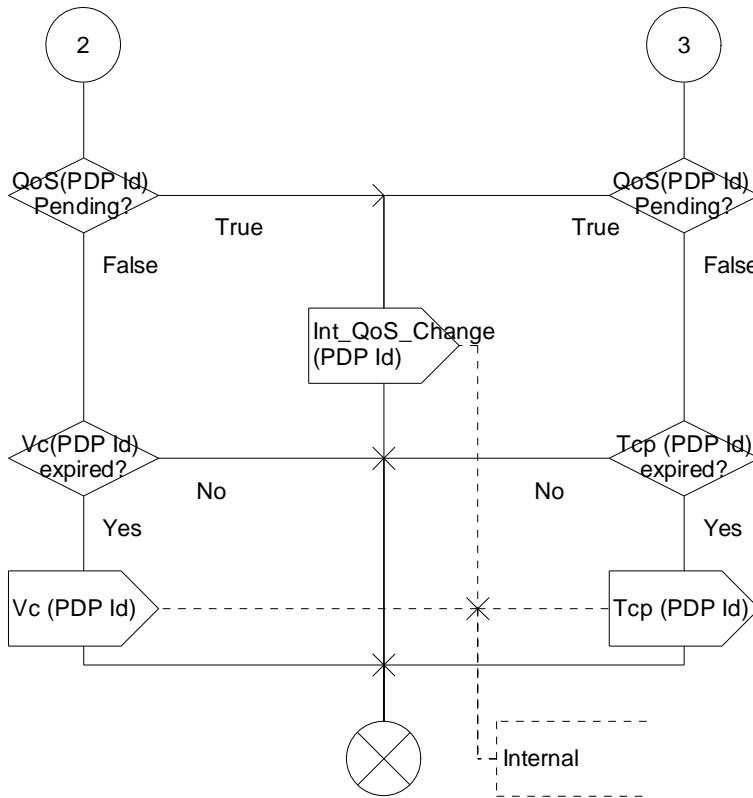 2
3
QoS(PDP Id)
Pending?
QoS(PDP Id)
Pending?
True
True
False
False
Int_QoS_Change
(PDP Id)
Vc(PDP Id)
expired?
Tcp (PDP Id)
expired?
No
No
Yes
Yes
Vc (PDP Id)
Tcp (PDP Id)
Internal